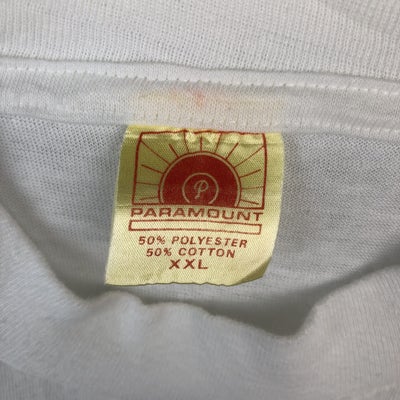 P
PARAMOUNT
50% POLYESTER
50% COTTON
XXL